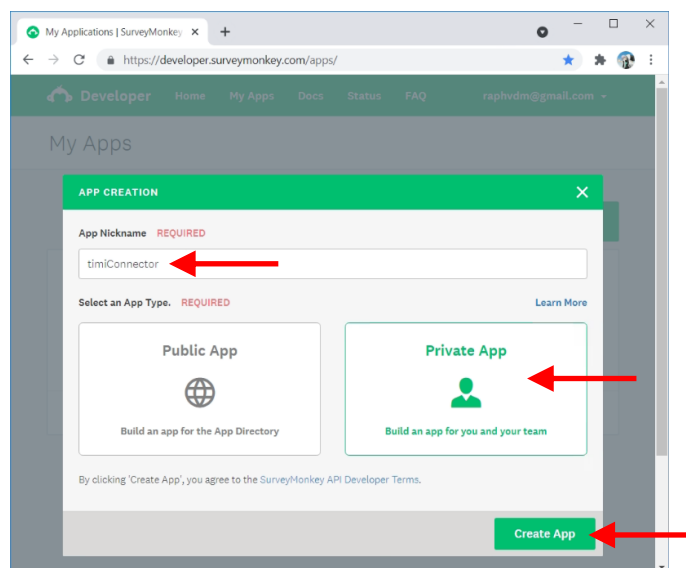 My Applications | SurveyMonkey
https://developer.surveymonkey.com/apps/
Developer Home My Apps Docs Status FAQ raphvdm@gmail.com
My Apps
APP CREATION
App Nickname REQUIRED
timiConnector
Select an App Type. REQUIRED Learn More
Public App Private App
Build an app for the App Directory Build an app for you and your team
By clicking 'Create App', you agree to the SurveyMonkey API Developer Terms.
Create App